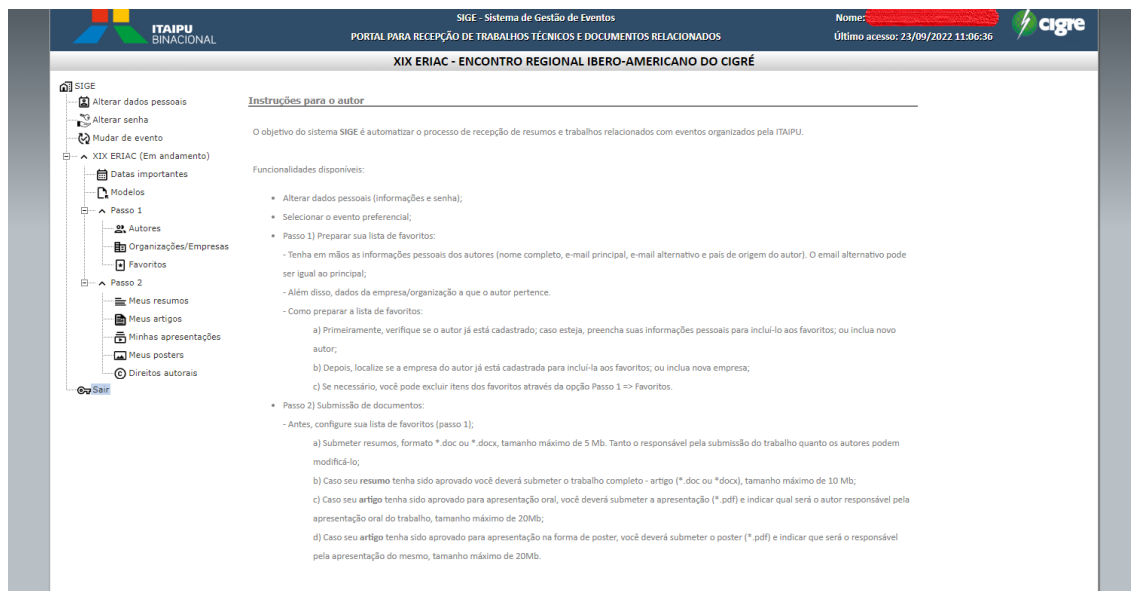 ITAIPU
BINACIONAL
SIGE - Sistema de Gestão de Eventos
PORTAL PARA RECEPÇÃO DE TRABALHOS TÉCNICOS E DOCUMENTOS RELACIONADOS
Nome:
Último acesso: 23/09/2022 11:06:36
cigre
XIX ERIAC - ENCONTRO REGIONAL IBERO-AMERICANO DO CIGRÉ
SIGE
Alterar dados pessoais
Alterar senha
Mudar de evento
XIX ERIAC (Em andamento)
Datas importantes
Modelos
Passo 1
Autores
Organizações/Empresas
Favoritos
Passo 2
Meus resumos
Meus artigos
Minhas apresentações
Meus posters
Direitos autorais
Sair
Instruções para o autor
O objetivo do sistema SIGE é automatizar o processo de recepção de resumos e trabalhos relacionados com eventos organizados pela ITAIPU.
Funcionalidades disponíveis:
• Alterar dados pessoais (informações e senha);
• Selecionar o evento preferencial;
• Passo 1) Preparar sua lista de favoritos:
- Tenha em mãos as informações pessoais dos autores (nome completo, e-mail principal, e-mail alternativo e país de origem do autor). O email alternativo pode
ser igual ao principal;
- Além disso, dados da empresa/organização a que o autor pertence.
- Como preparar a lista de favoritos:
a) Primeiramente, verifique se o autor já está cadastrado; caso esteja, preencha suas informações pessoais para incluí-lo aos favoritos; ou inclua novo
autor;
b) Depois, localize se a empresa do autor já está cadastrada para incluí-la aos favoritos; ou inclua nova empresa;
c) Se necessário, você pode excluir itens dos favoritos através da opção Passo 1 => Favoritos.
• Passo 2) Submissão de documentos:
- Antes, configure sua lista de favoritos (passo 1);
a) Submeter resumos, formato *.doc ou *.docx, tamanho máximo de 5 Mb. Tanto o responsável pela submissão do trabalho quanto os autores podem
modificá-lo;
b) Caso seu resumo tenha sido aprovado você deverá submeter o trabalho completo - artigo (*.doc ou *docx), tamanho máximo de 10 Mb;
c) Caso seu artigo tenha sido aprovado para apresentação oral, você deverá submeter a apresentação (*.pdf) e indicar qual será o autor responsável pela
apresentação oral do trabalho, tamanho máximo de 20Mb;
d) Caso seu artigo tenha sido aprovado para apresentação na forma de poster, você deverá submeter o poster (*.pdf) e indicar que será o responsável
pela apresentação do mesmo, tamanho máximo de 20Mb.